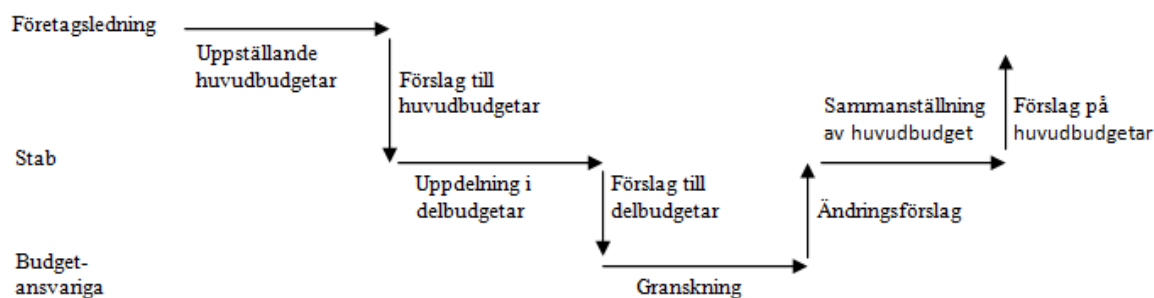 Företagsledning
Uppställande
huvudbudgetar
Förslag till
huvudbudgetar
Sammanställning
av huvudbudget
Förslag på
huvudbudgetar
Stab
Uppdelning i
delbudgetar
Förslag till
delbudgetar
Ändringsförslag
Budget-
ansvariga
Granskning